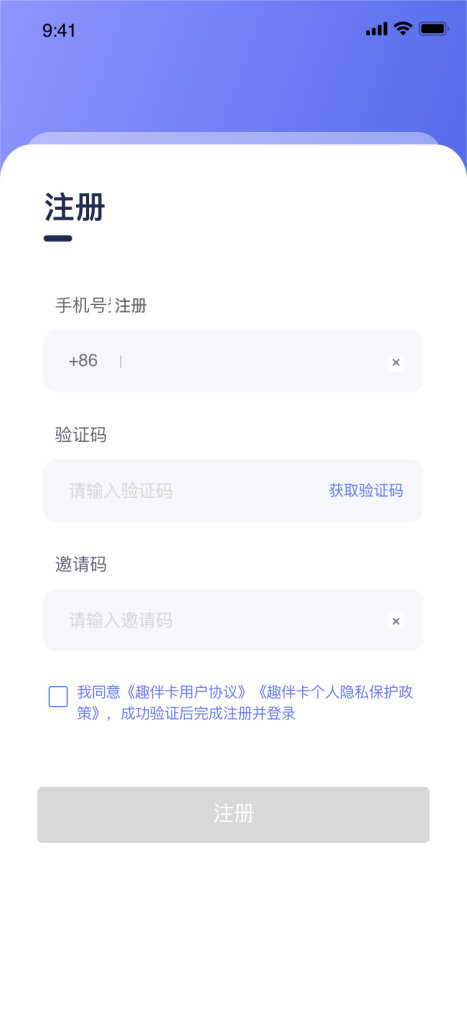 9:41
注册
手机号 注册
+86
验证码
请输入验证码
获取验证码
邀请码
请输入邀请码
我同意《趣伴卡用户协议》《趣伴卡个人隐私保护政
策》，成功验证后完成注册并登录
注册